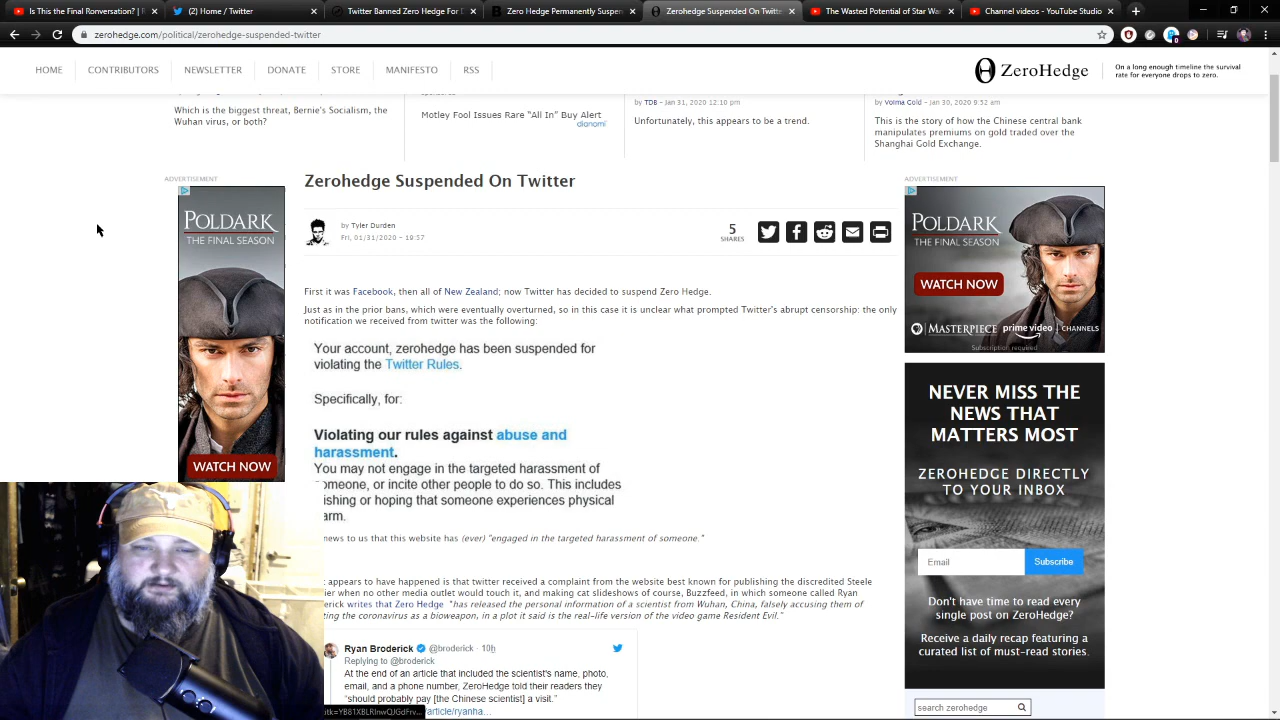 Is This the Final Conversation? |
(2) Home / Twitter
Banned For Investigating The O
Zero Hedge Permanently Suspen
Zerohedge Suspended On Twitte
The Wasted Potential of Star War
Channel videos - YouTube
zerohedge.com/political/zerohedge-suspended-twitter
HOME
CONTRIBUTORS
NEWSLETTER
DONATE
STORE
MANIFESTO
RSS
ZeroHedge
On a long enough timeline the survival
rate for everyone drops to zero.
Which is the biggest threat, Bernie's Socialism, the
Wuhan virus, or both?
Motley Fool Issues Rare "All In" Buy Alert
dianomi
by TDB - Jan 31, 2020 12:10 pm
Unfortunately, this appears to be a trend.
by Voima Gold - Jan 30, 2020 9:52 am
This is the story of how the Chinese central bank
manipulates premiums on gold traded over the
Shanghai Gold Exchange.
ADVERTISEMENT
POLDARK
THE FINAL SEASON
WATCH NOW
Zerohedge Suspended On Twitter
by Tyler Durden
Fri, 01/31/2020 - 19:57
5
SHARES
First it was Facebook, then all of New Zealand; now Twitter has decided to suspend Zero Hedge.
Just as in the prior bans, which were eventually overturned, so in this case it is unclear what prompted Twitter's abrupt censorship: the only
notification we received from twitter was the following:
Your account, zerohedge has been suspended for
violating the Twitter Rules.
Specifically, for:
Violating our rules against abuse and
harassment.
You may not engage in the targeted harassment of
omeone, or incite other people to do so. This includes
ishing or hoping that someone experiences physical
arm.
news to us that this website has (ever) "engaged in the targeted harassment of someone."
appears to have happened is that twitter received a complaint from the website best known for publishing the discredited Steele
ier when no other media outlet would touch it, and making cat slideshows of course, Buzzfeed, in which someone called Ryan
erick writes that Zero Hedge "has released the personal information of a scientist from Wuhan, China, falsely accusing them of
ting the coronavirus as a bioweapon, in a plot it said is the real-life version of the video game Resident Evil."
Ryan Broderick @broderick · 10h
Replying to @broderick
At the end of an article that included the scientist's name, photo,
email, and a phone number, ZeroHedge told their readers they
"should probably pay [the Chinese scientist] a visit."
/article/ryanha...
ADVERTISEMENT
POLDARK
THE FINAL SEASON
WATCH NOW
MASTERPIECE prime video | CHANNELS
Subscription required
NEVER MISS THE
NEWS THAT
MATTERS MOST
ZEROHEDGE DIRECTLY
TO YOUR INBOX
Email
Subscribe
Don't have time to read every
single post on ZeroHedge?
Receive a daily recap featuring a
curated list of must-read stories.
search zerohedge